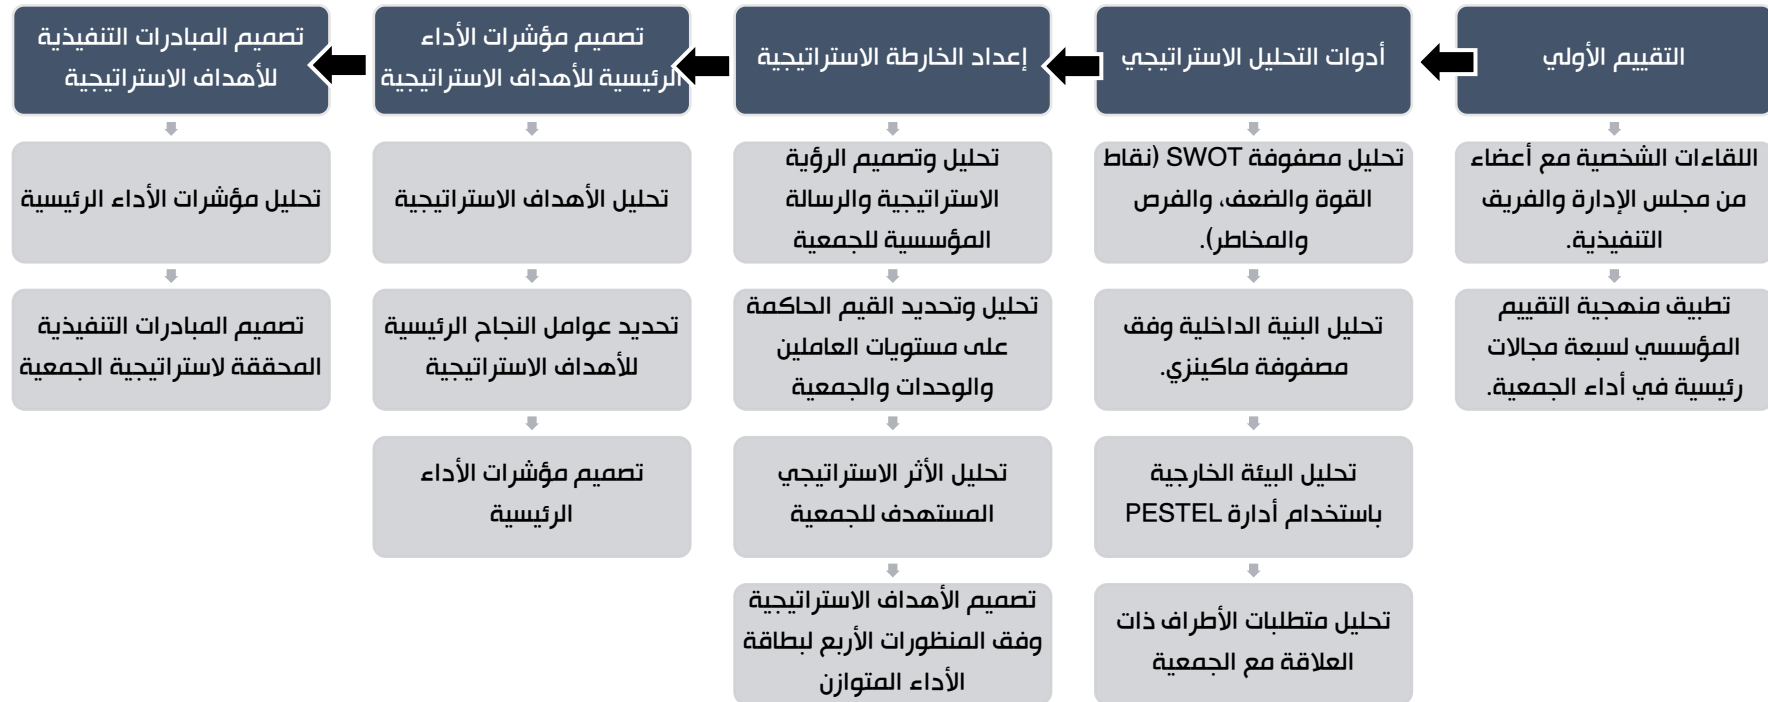 التقييم الأولي
اللقاءات الشخصية مع أعضاء
من مجلس الإدارة والفريق
التنفيذية.
تطبيق منهجية التقييم
المؤسسي لسبعة مجالات
رئيسية في أداء الجمعية.
أدوات التحليل الاستراتيجي
تحليل مصفوفة SWOT (نقاط
القوة والضعف، والفرص
والمخاطر).
تحليل البنية الداخلية وفق
مصفوفة ماكينزي.
تحليل البيئة الخارجية
باستخدام أدارة PESTEL
تحليل متطلبات الأطراف ذات
العلاقة مع الجمعية
إعداد الخارطة الاستراتيجية
تحليل وتصميم الرؤية
الاستراتيجية والرسالة
المؤسسية للجمعية
تحليل وتحديد القيم الحاكمة
على مستويات العاملين
والوحدات والجمعية
تحليل الأثر الاستراتيجي
المستهدف للجمعية
تصميم الأهداف الاستراتيجية
وفق المنظورات الأربع لبطاقة
الأداء المتوازن
تصميم مؤشرات الأداء
الرئيسية للأهداف الاستراتيجية
تحليل الأهداف الاستراتيجية
تحديد عوامل النجاح الرئيسية
للأهداف الاستراتيجية
تصميم مؤشرات الأداء
الرئيسية
تصميم المبادرات التنفيذية
للأهداف الاستراتيجية
تحليل مؤشرات الأداء الرئيسية
تصميم المبادرات التنفيذية
المحققة لاستراتيجية الجمعية